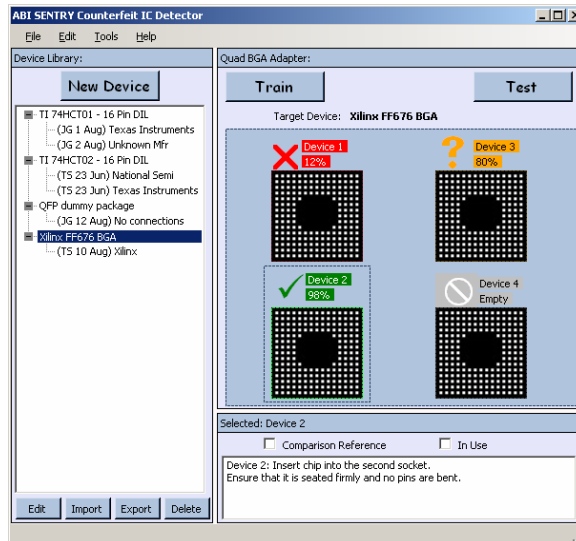 ABI SENTRY Counterfeit IC Detector
File Edit Tools Help
Device Library:
New Device
TI 74HCT01 - 16 Pin DIL
(JG 1 Aug) Texas Instruments
(JG 2 Aug) Unknown Mfr
TI 74HCT02 - 16 Pin DIL
(TS 23 Jun) National Semi
(TS 23 Jun) Texas Instruments
QFP dummy package
(JG 12 Aug) No connections
Xilinx FF676 BGA
(TS 10 Aug) Xilinx
Edit Import Export Delete
Quad BGA Adapter:
Train Test
Target Device: Xilinx FF676 BGA
Device 1
12%
Device 3
80%
Device 2
98%
Device 4
Empty
Selected: Device 2
Comparison Reference In Use
Device 2: Insert chip into the second socket.
Ensure that it is seated firmly and no pins are bent.